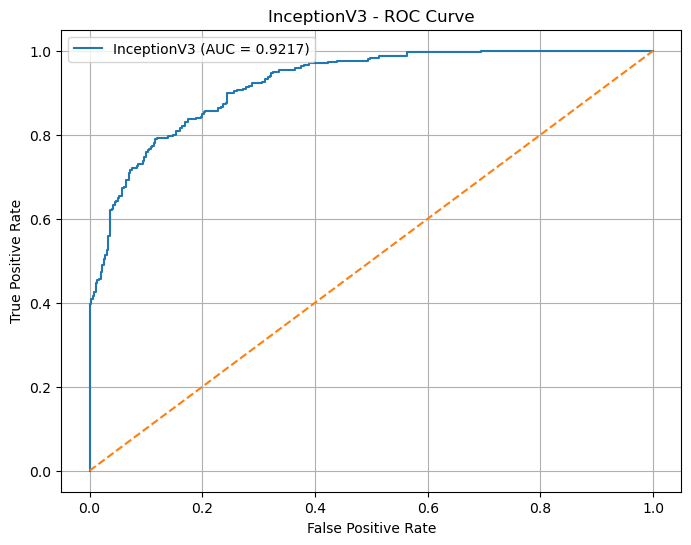 InceptionV3 - ROC Curve
InceptionV3 (AUC = 0.9217)
True Positive Rate
1.0
0.8
0.6
0.4
0.2
0.0
0.0 0.2 0.4 0.6 0.8 1.0
False Positive Rate